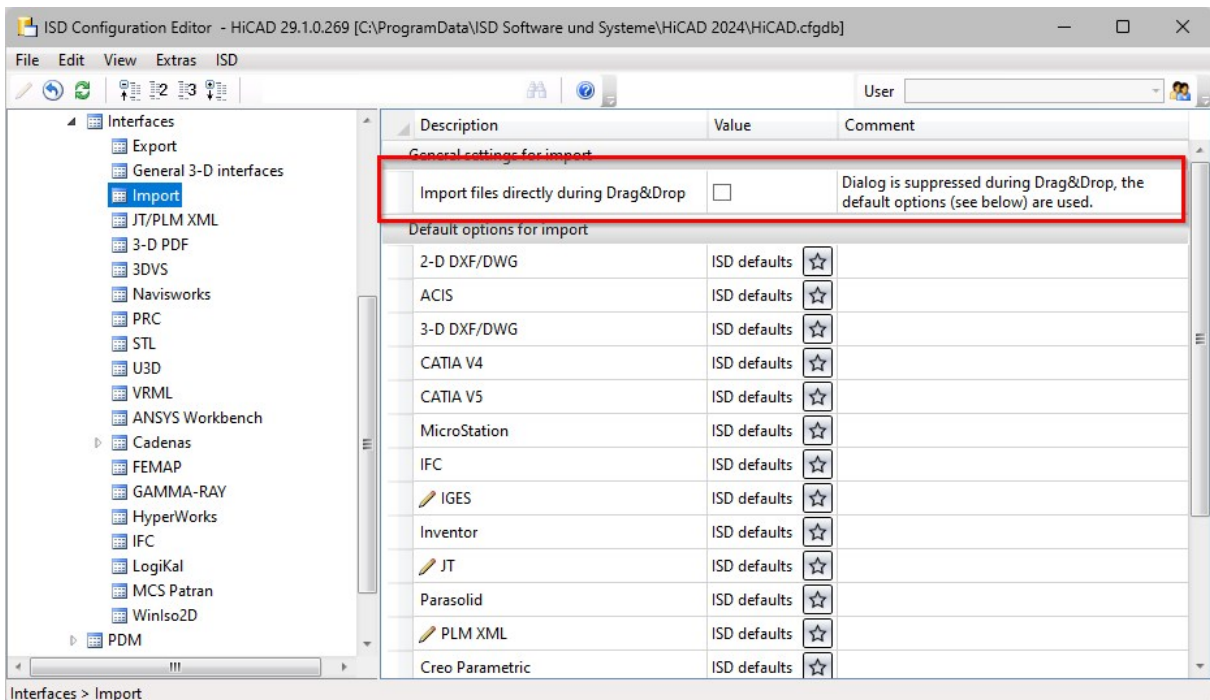 ISD Configuration Editor - HiCAD 29.1.0.269 [C:\ProgramData\ISD Software und Systeme\HiCAD 2024\HiCAD.cfgdb]
File Edit View Extras ISD
User
Interfaces
Export
General 3-D interfaces
Import
JT/PLM XML
3-D PDF
3DVS
Navisworks
PRC
STL
U3D
VRML
ANSYS Workbench
Cadenas
FEMAP
GAMMA-RAY
HyperWorks
IFC
LogiKal
MCS Patran
WinIso2D
PDM
Description Value Comment
General settings for import
Import files directly during Drag&Drop Dialog is suppressed during Drag&Drop, the
default options (see below) are used.
Default options for import
2-D DXF/DWG ISD defaults
ACIS ISD defaults
3-D DXF/DWG ISD defaults
CATIA V4 ISD defaults
CATIA V5 ISD defaults
MicroStation ISD defaults
IFC ISD defaults
IGES ISD defaults
Inventor ISD defaults
JT ISD defaults
Parasolid ISD defaults
PLM XML ISD defaults
Creo Parametric ISD defaults
Interfaces > Import